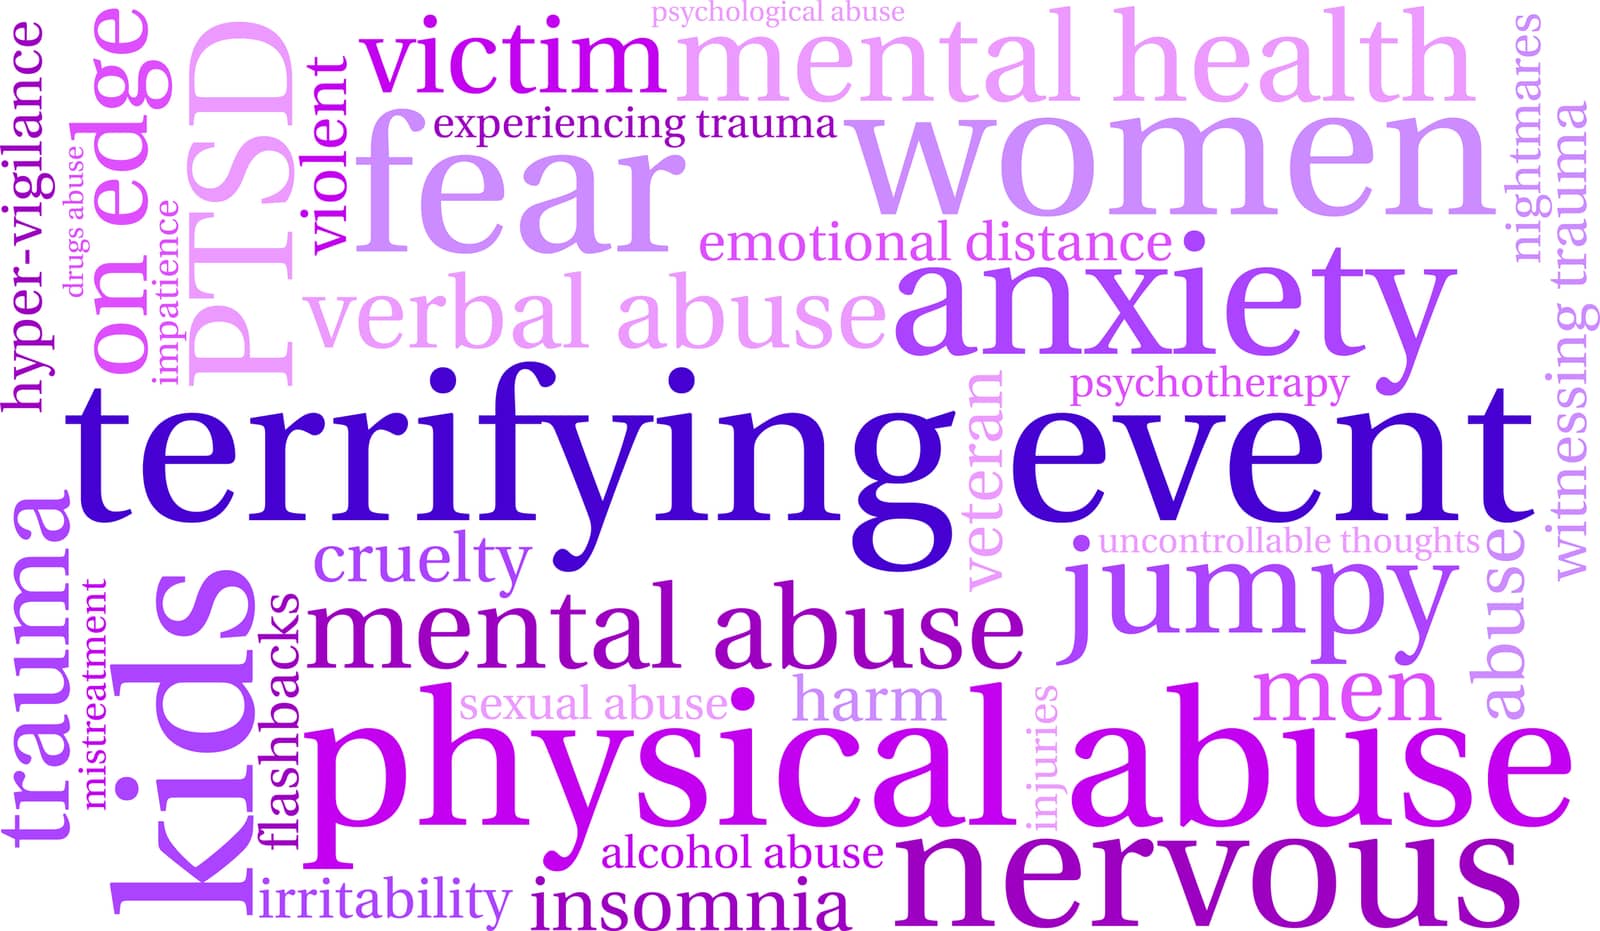 psychological abuse
victim
mental health
hyper-vigilance
drugs abuse
on edge
impatience
PTSD
violent
fear
experiencing trauma
women
nightmares
witnessing trauma
emotional distance
verbal abuse
anxiety
psychotherapy
terrifying event
veteran
trauma
mistreatment
kids
flashbacks
cruelty
uncontrollable thoughts
jumpy
abuse
mental abuse
sexual abuse
harm
injuries
men
physical abuse
alcohol abuse
nervous
irritability
insomnia